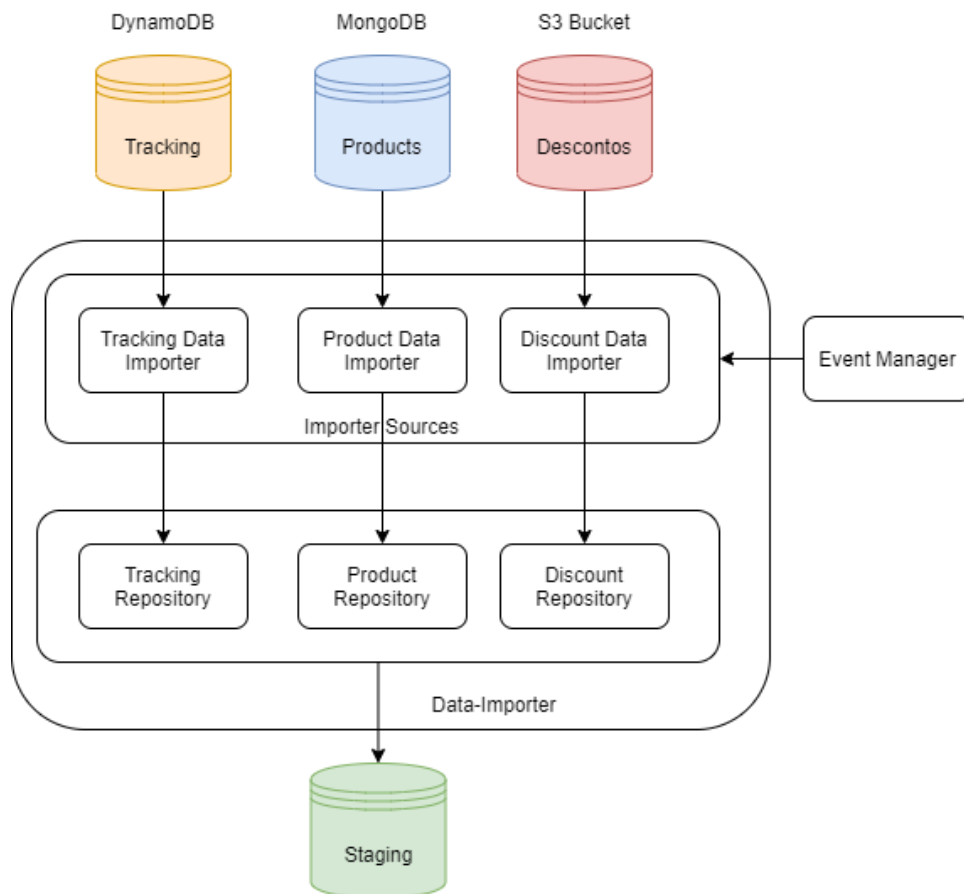 DynamoDB
MongoDB
S3 Bucket
Tracking
Products
Descontos
Tracking Data
Importer
Product Data
Importer
Discount Data
Importer
Event Manager
Importer Sources
Tracking
Repository
Product
Repository
Discount
Repository
Data-Importer
Staging